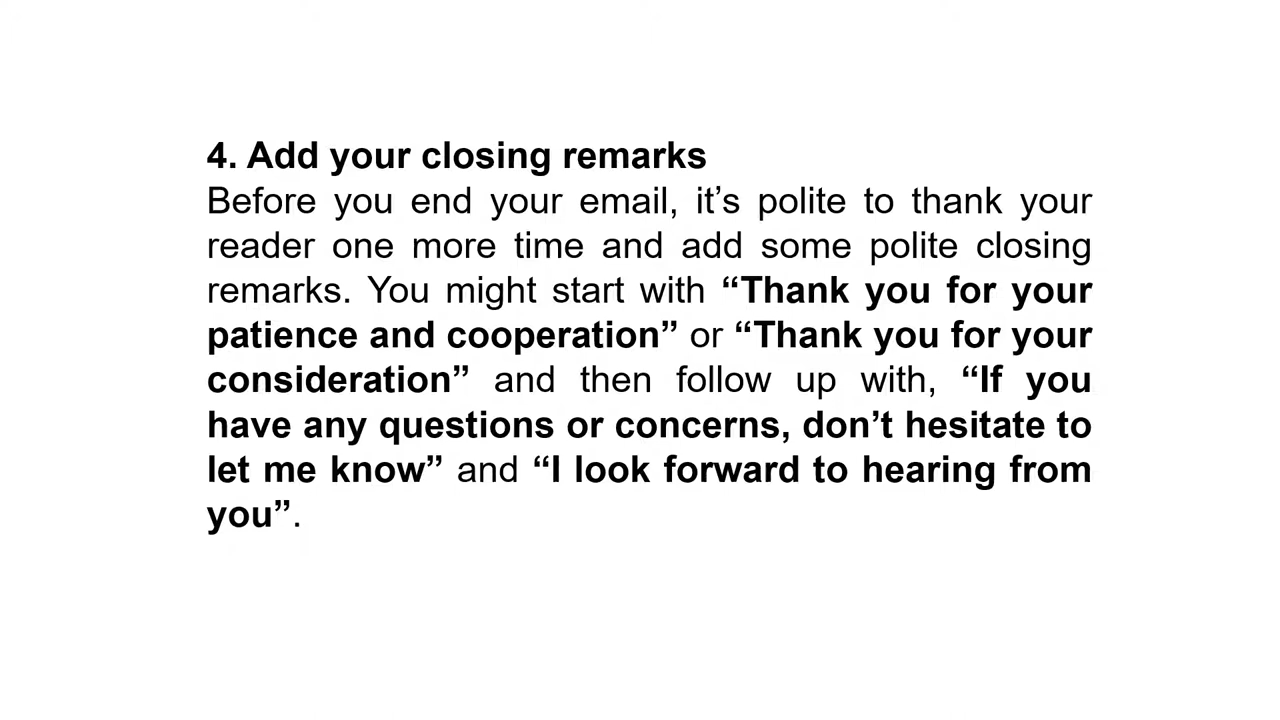 4. Add your closing remarks
Before you end your email, it’s polite to thank your
reader one more time and add some polite closing
remarks. You might start with “Thank you for your
patience and cooperation” or “Thank you for your
consideration” and then follow up with, “If you
have any questions or concerns, don’t hesitate to
let me know” and “I look forward to hearing from
you”.